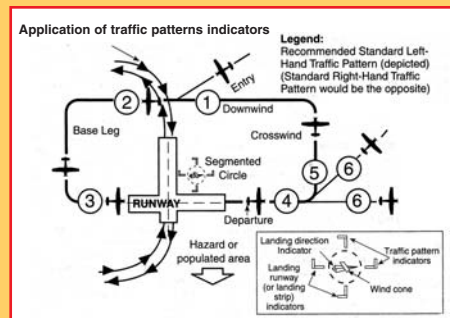 Application of traffic patterns indicators
Legend:
Recommended Standard Left-
Hand Traffic Pattern (depicted)
(Standard Right-Hand Traffic
Pattern would be the opposite)
Entry
2
1
Downwind
Base Leg
Crosswind
Segmented
Circle
5
6
3
RUNWAY
4
6
Departure
Hazard or
populated area
Landing direction
Indicator
Traffic pattern
indicators
Landing
runway
(or landing
strip)
indicators
Wind cone